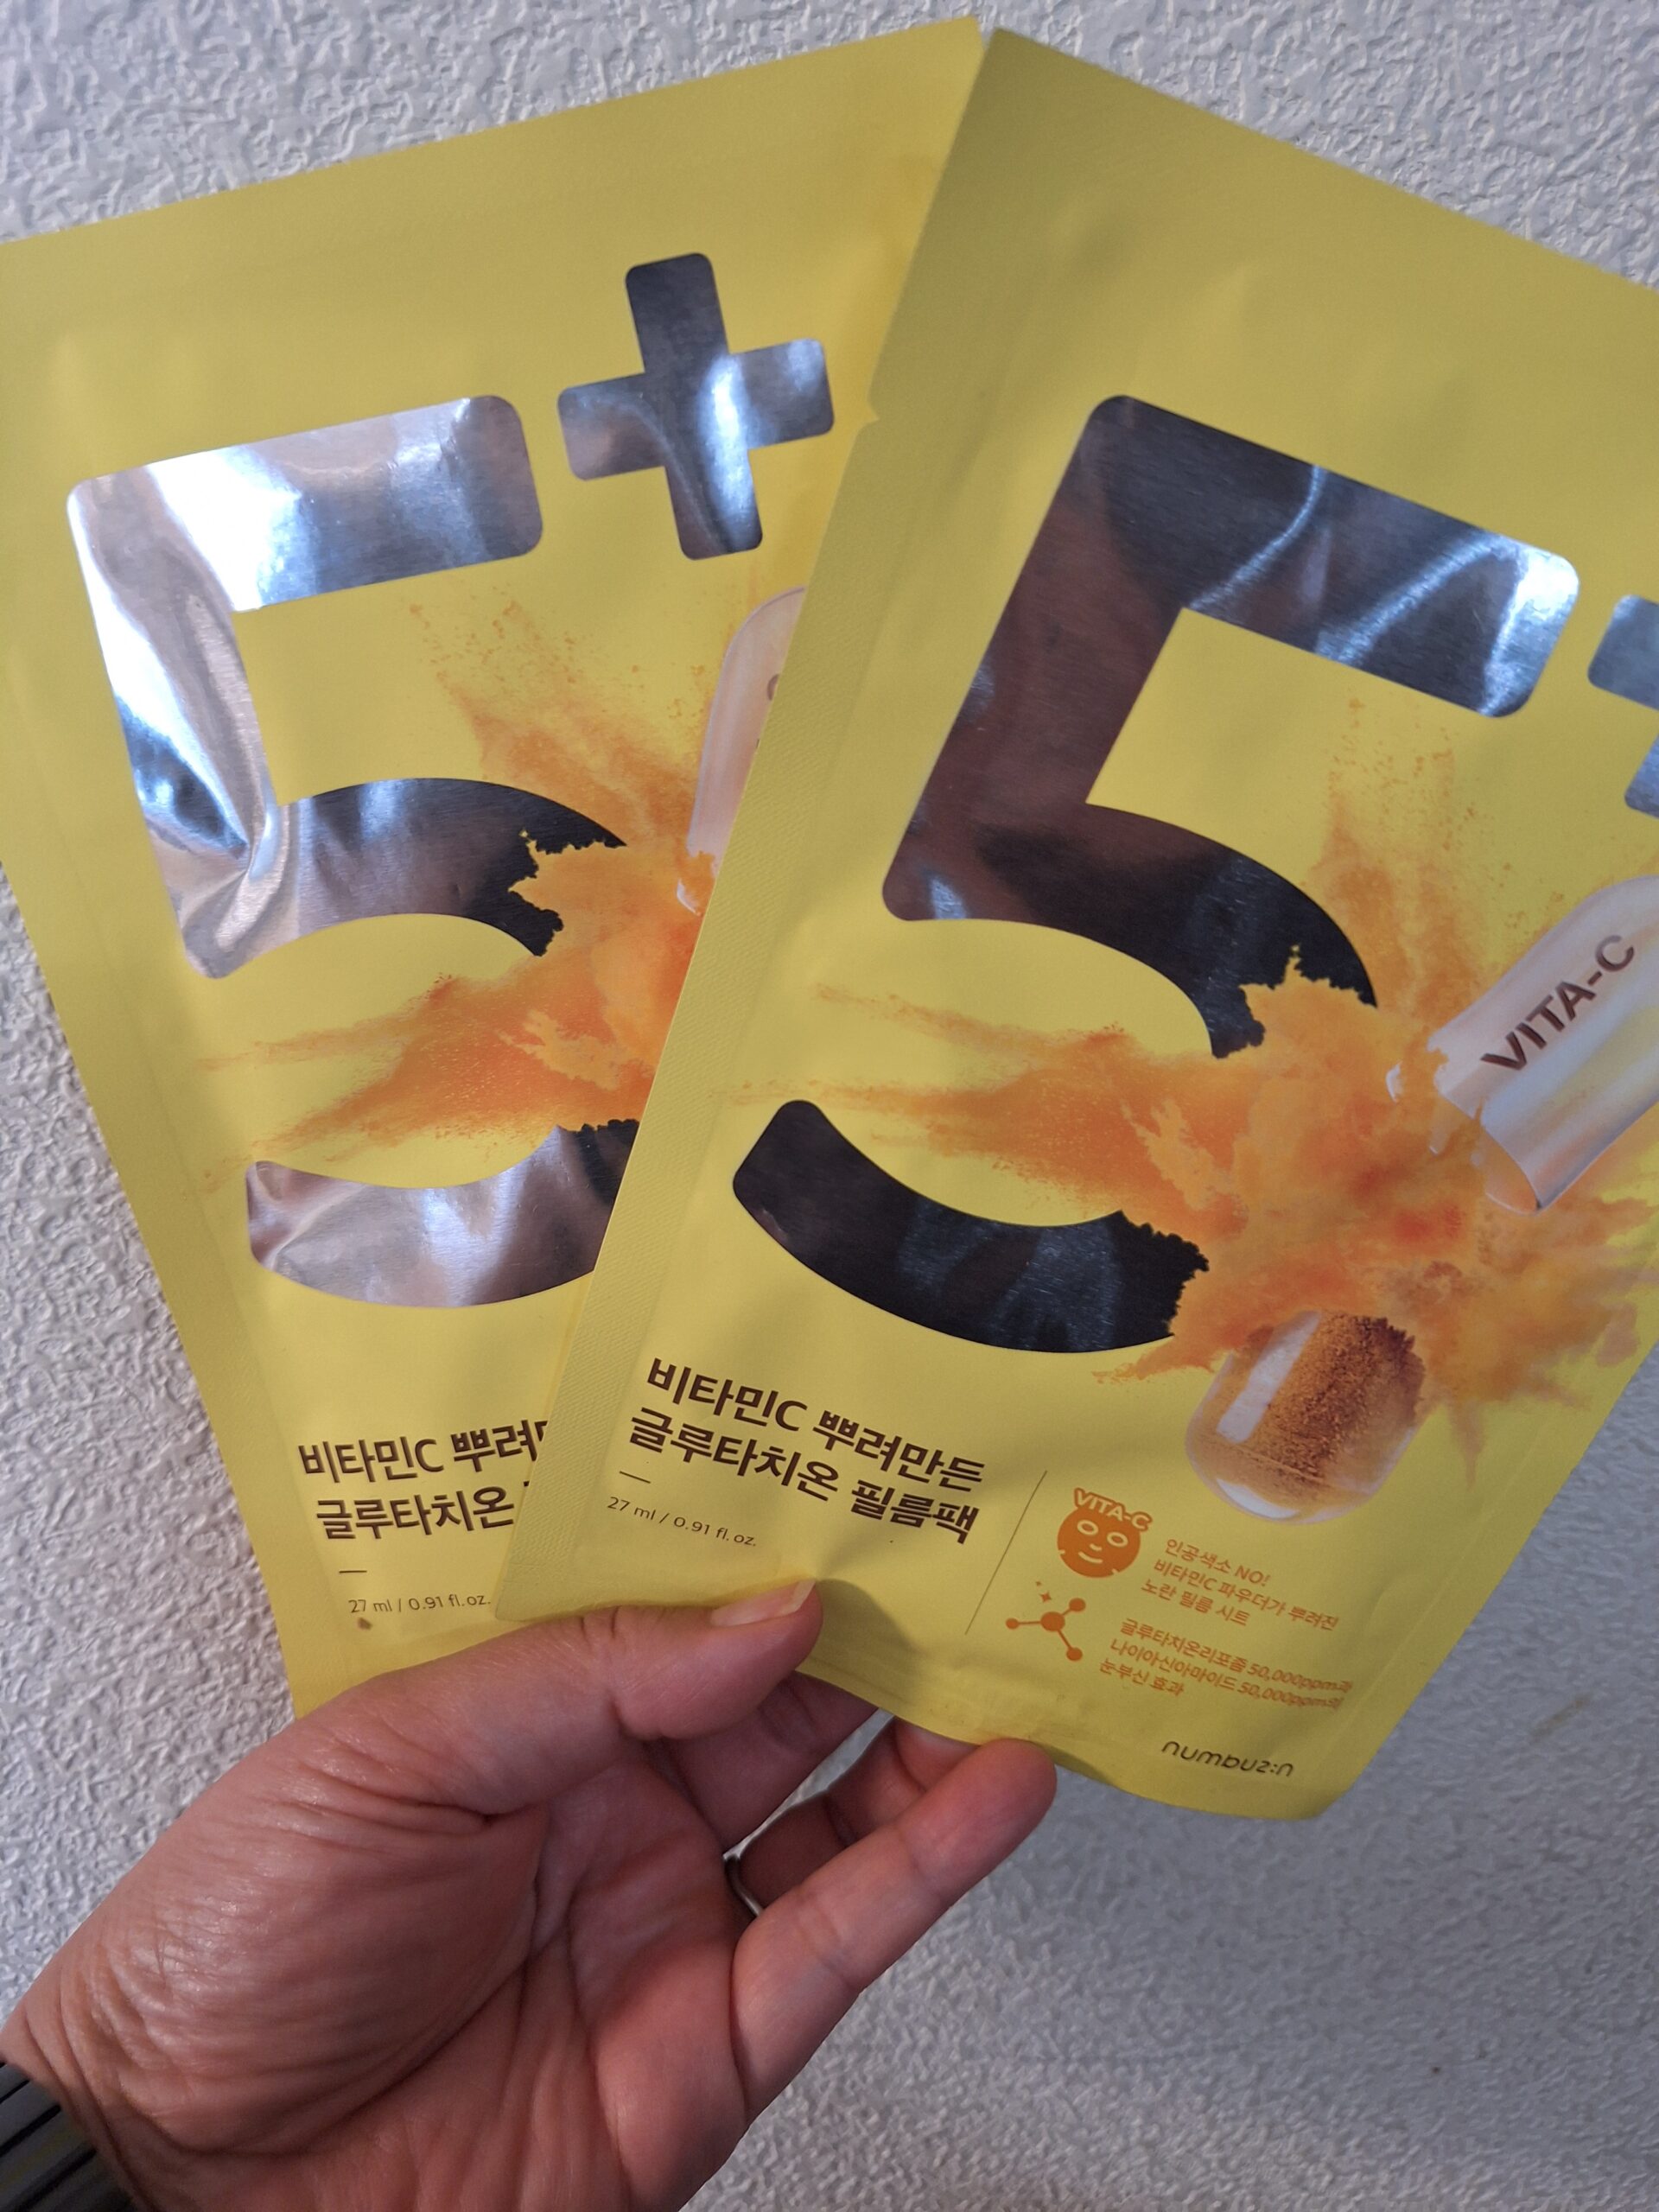 5+
비타민C 뿌려
글루타치온
27 ml / 0.91 fl.oz.
5+
VITA-C
비타민C 뿌려만든
글루타치온 필름팩
27 ml / 0.91 fl.oz.
VITA-C
인공색소 NO!
비타민C 파우더가 뿌려진
노란 필름 시트
글루타치온리포좀 50,000ppm과
나이아신아마이드 50,000ppm의
눈부신 효과
numbuz:n